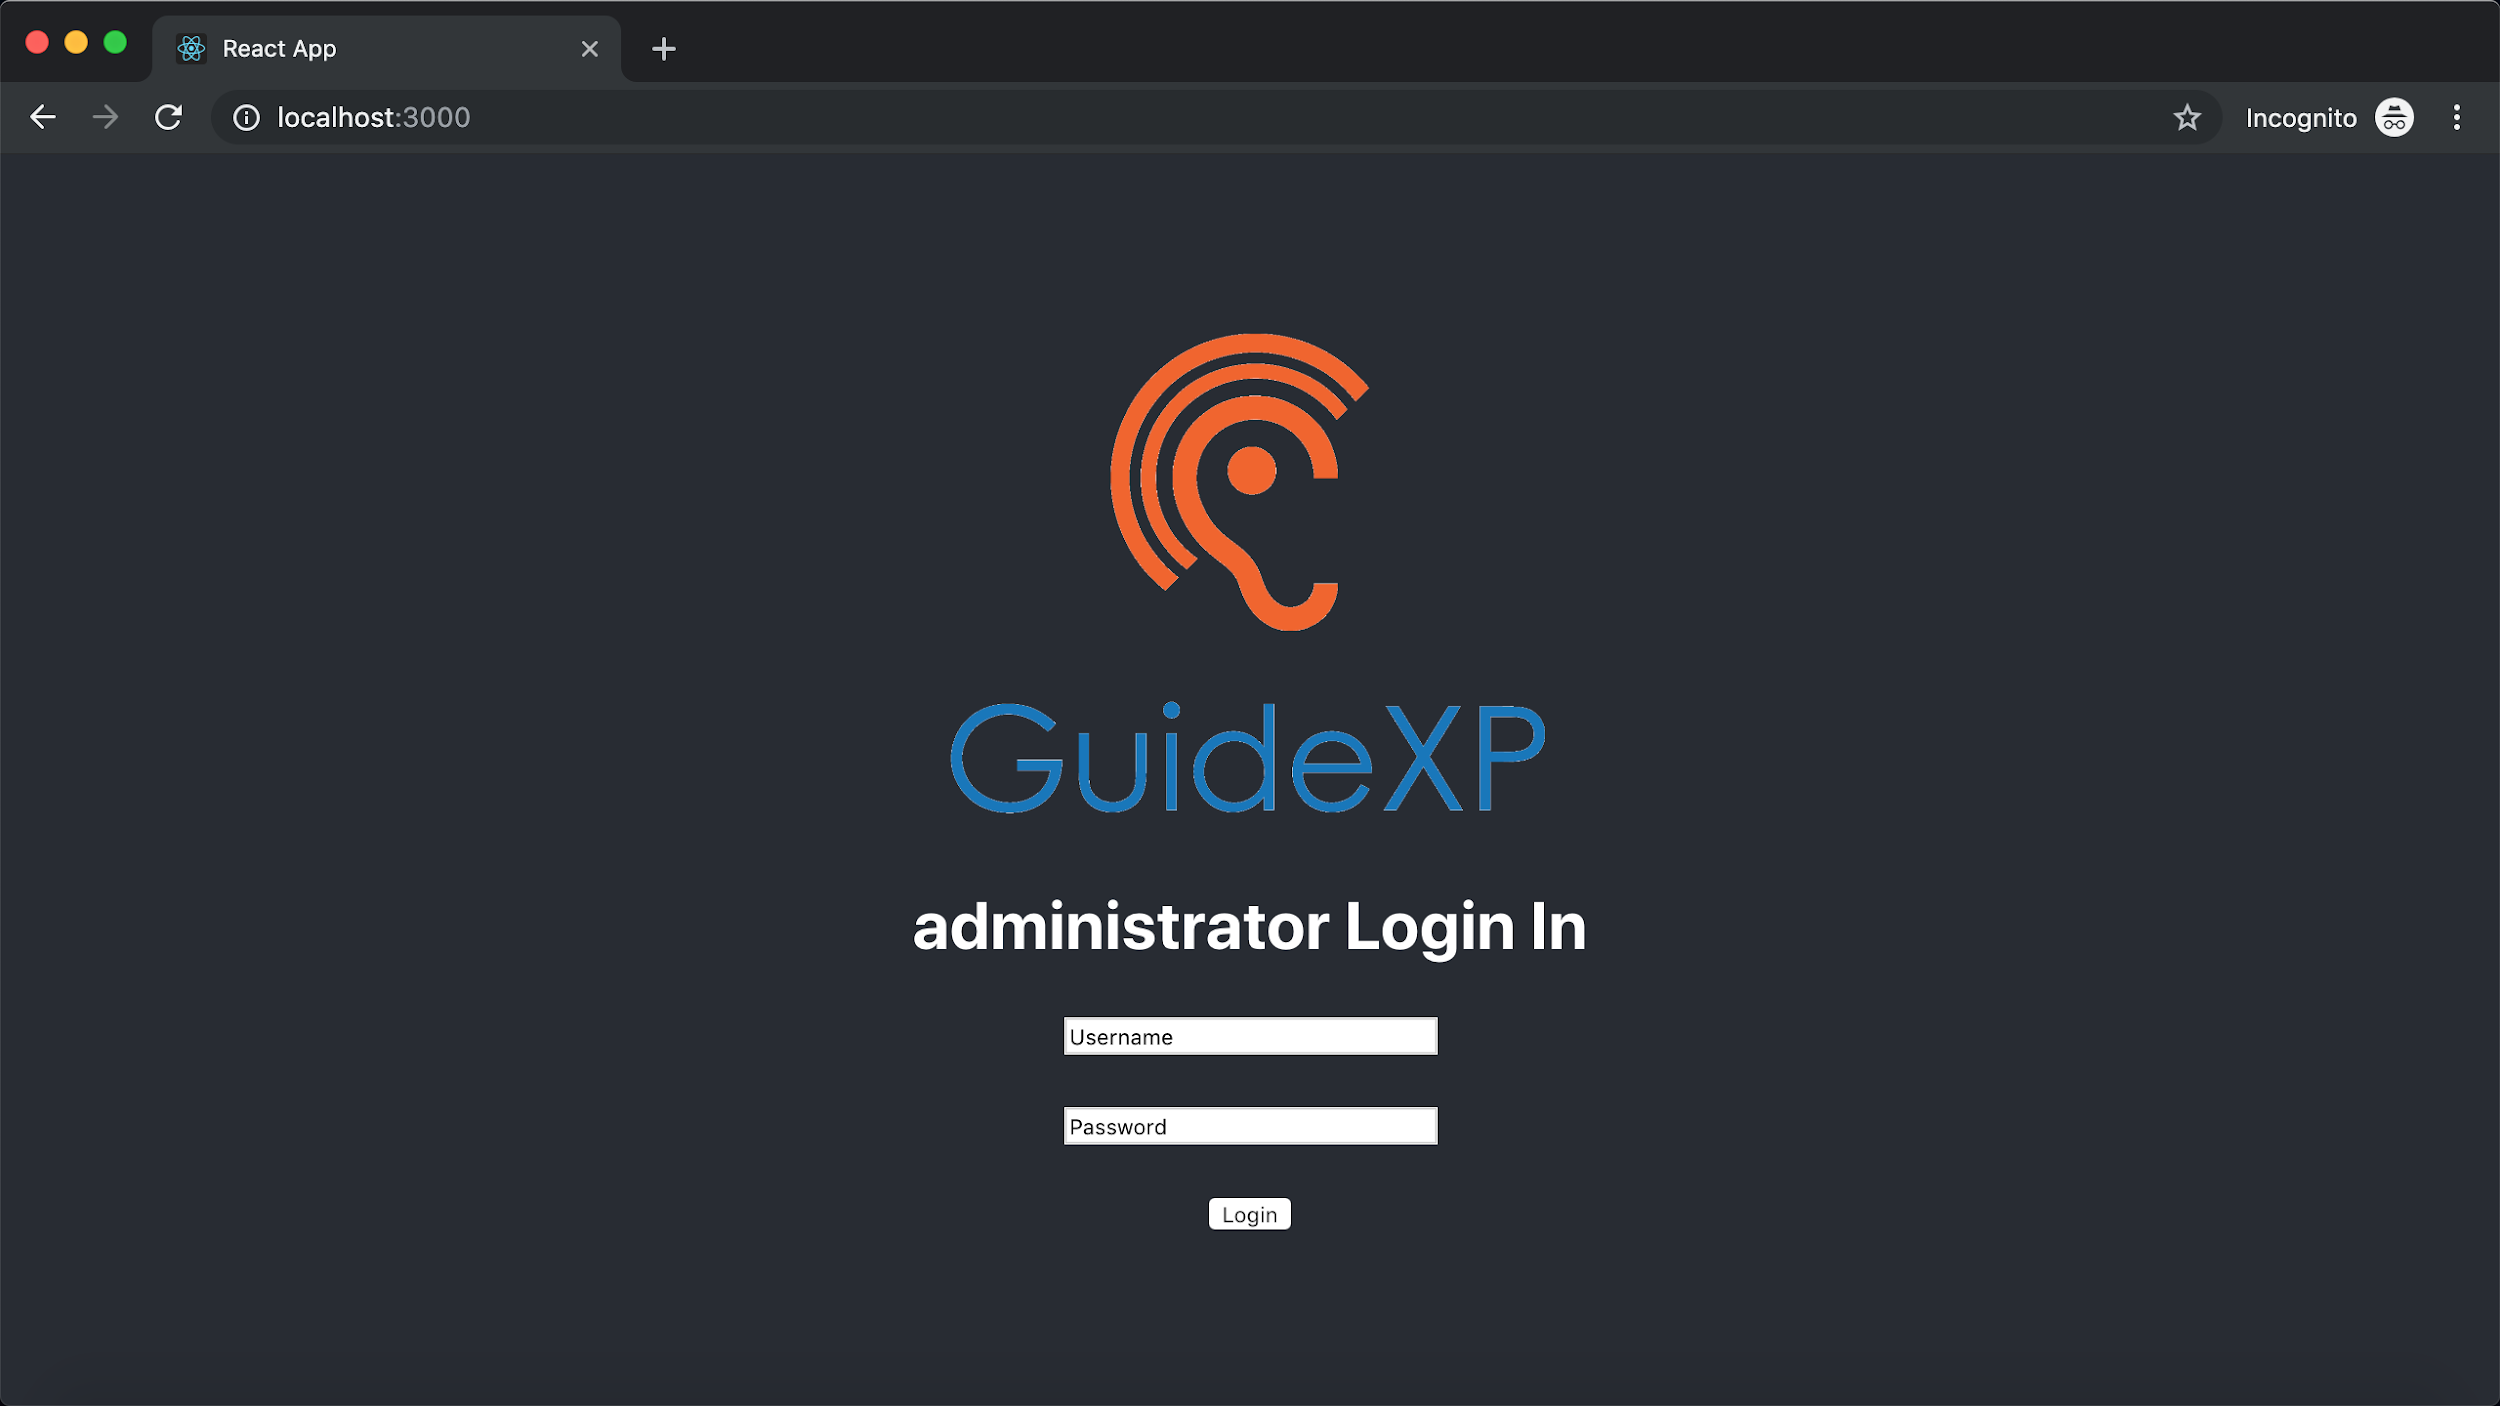 React App
localhost:3000
Incognito
GuideXP
administrator Login In
Username
Password
Login